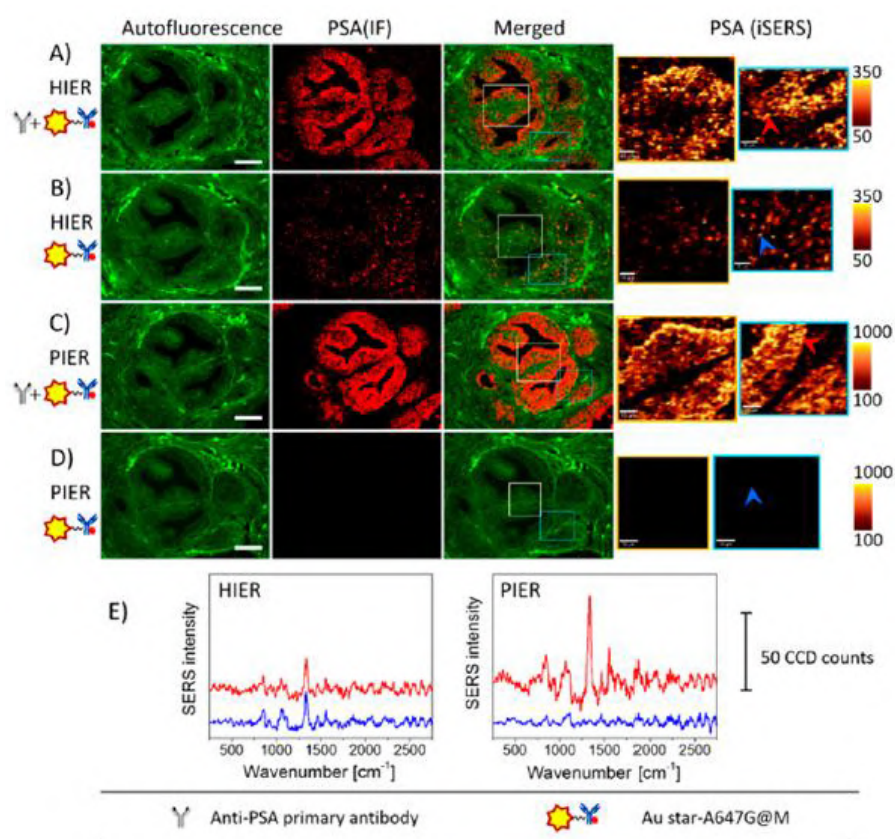 Autofluorescence PSA(IF) Merged PSA (iSERS)
A)
HIER
+
350
50
B)
HIER
350
50
C)
PIER
+
1000
100
D)
PIER
1000
100
E)
HIER
SERS intensity
500 1000 1500 2000 2500
Wavenumber [cm⁻¹]
PIER
SERS intensity
500 1000 1500 2000 2500
Wavenumber [cm⁻¹]
50 CCD counts
Anti-PSA primary antibody
Au star-A647G@M